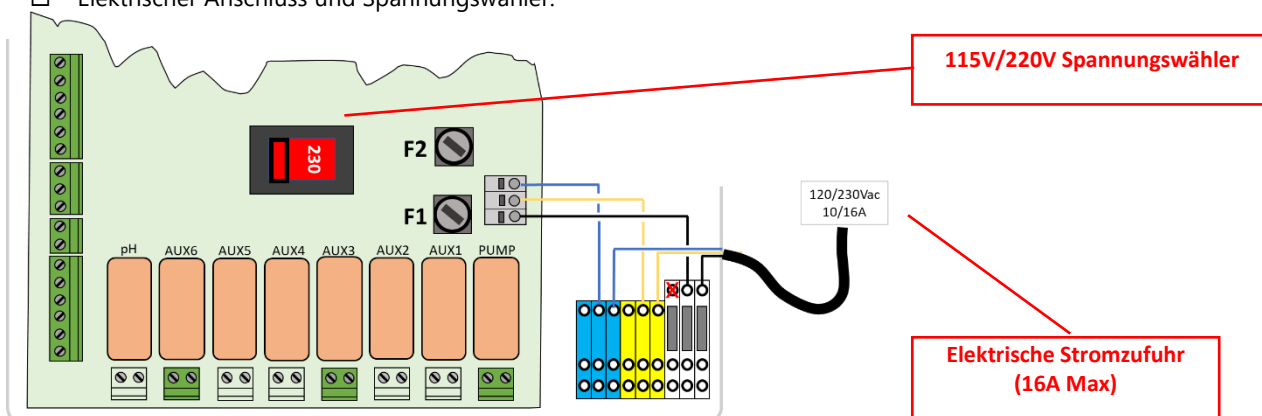 Elektrischer Anschluss und Spannungswähler:
115V/220V Spannungswähler
230
F2
F1
120/230Vac
10/16A
pH AUX6 AUX5 AUX4 AUX3 AUX2 AUX1 PUMP
Elektrische Stromzufuhr
(16A Max)